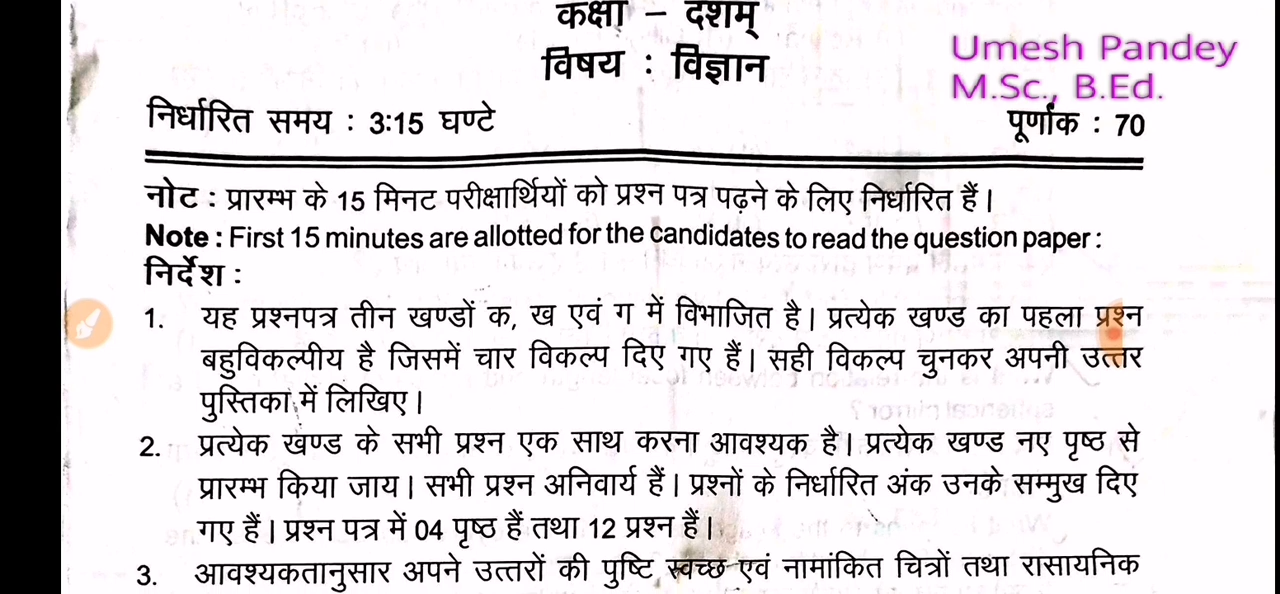 कक्षा – दशम्
विषय : विज्ञान
Umesh Pandey
M.Sc., B.Ed.
निर्धारित समय : 3:15 घण्टे
पूर्णांक : 70
नोट : प्रारम्भ के 15 मिनट परीक्षार्थियों को प्रश्न पत्र पढ़ने के लिए निर्धारित हैं।
Note : First 15 minutes are allotted for the candidates to read the question paper :
निर्देश :
1. यह प्रश्नपत्र तीन खण्डों क, ख एवं ग में विभाजित है। प्रत्येक खण्ड का पहला प्रश्न
बहुविकल्पीय है जिसमें चार विकल्प दिए गए हैं। सही विकल्प चुनकर अपनी उत्तर
पुस्तिका में लिखिए।
2. प्रत्येक खण्ड के सभी प्रश्न एक साथ करना आवश्यक है। प्रत्येक खण्ड नए पृष्ठ से
प्रारम्भ किया जाय। सभी प्रश्न अनिवार्य हैं। प्रश्नों के निर्धारित अंक उनके सम्मुख दिए
गए हैं। प्रश्न पत्र में 04 पृष्ठ हैं तथा 12 प्रश्न हैं।
3. आवश्यकतानुसार अपने उत्तरों की पुष्टि स्वच्छ एवं नामांकित चित्रों तथा रासायनिक